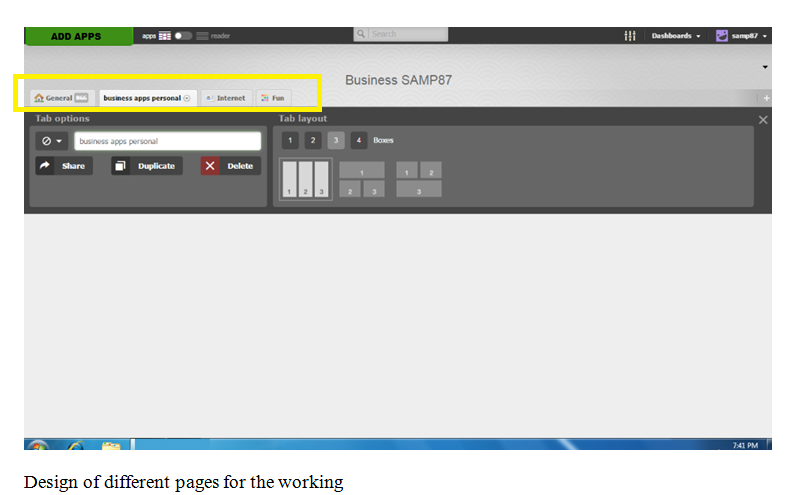 ADD APPS apps reader Search Dashboards samp87
Business SAMP87
General business apps personal Internet Fun +
Tab options Tab layout
business apps personal 1 2 3 4 Boxes
Share Duplicate Delete
1 2 3 1 2 3 1 2 3
7:41 PM
Design of different pages for the working